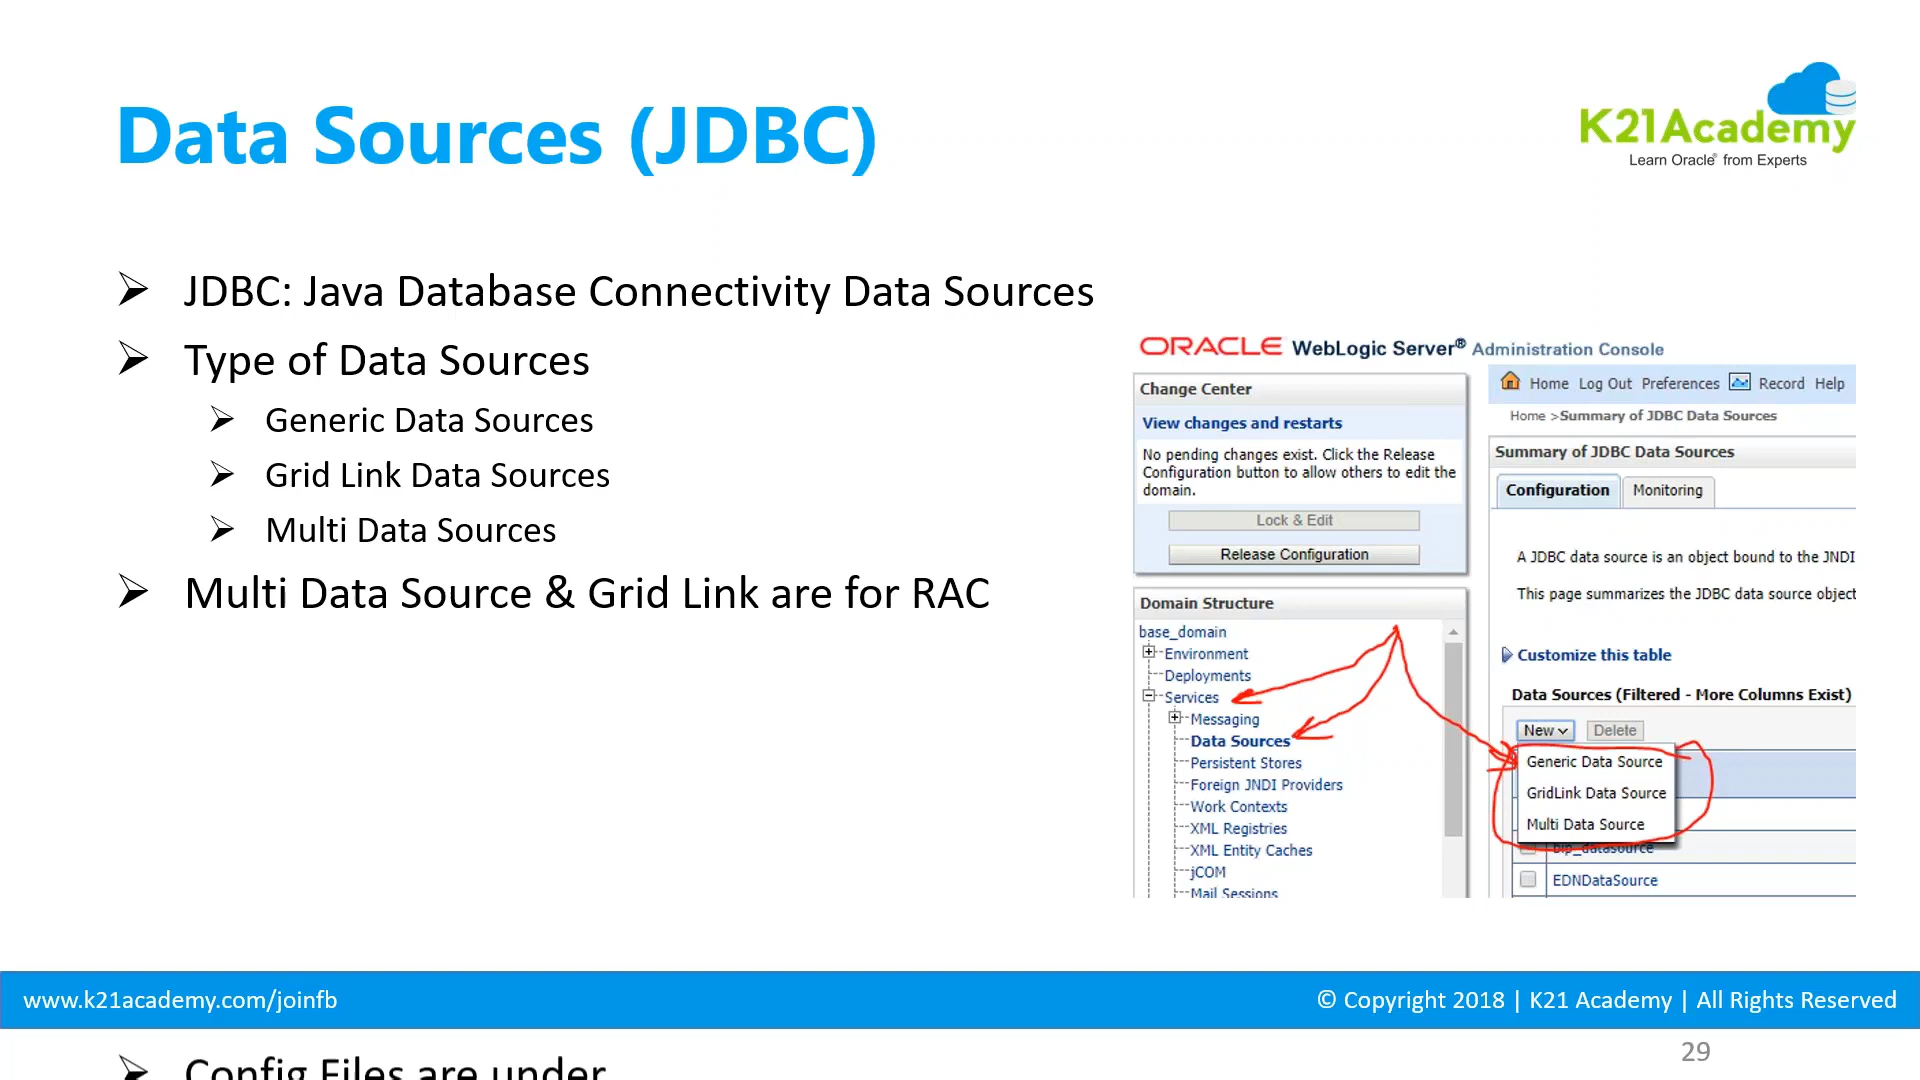 Data Sources (JDBC)
K21Academy
Learn Oracle® from Experts
JDBC: Java Database Connectivity Data Sources
Type of Data Sources
Generic Data Sources
Grid Link Data Sources
Multi Data Sources
Multi Data Source & Grid Link are for RAC
ORACLE WebLogic Server® Administration Console
Change Center
View changes and restarts
No pending changes exist. Click the Release
Configuration button to allow others to edit the
domain.
Lock & Edit
Release Configuration
Domain Structure
base_domain
Environment
Deployments
Services
Messaging
Data Sources
Persistent Stores
Foreign JNDI Providers
Work Contexts
XML Registries
XML Entity Caches
jCOM
Mail Sessions
Home Log Out Preferences Record Help
Home >Summary of JDBC Data Sources
Summary of JDBC Data Sources
Configuration Monitoring
A JDBC data source is an object bound to the JNDI
This page summarizes the JDBC data source object
Customize this table
Data Sources (Filtered - More Columns Exist)
New Delete
Generic Data Source
GridLink Data Source
Multi Data Source
bip_datasource
EDNDataSource
www.k21academy.com/joinfb
© Copyright 2018 | K21 Academy | All Rights Reserved
29
Config Files are under